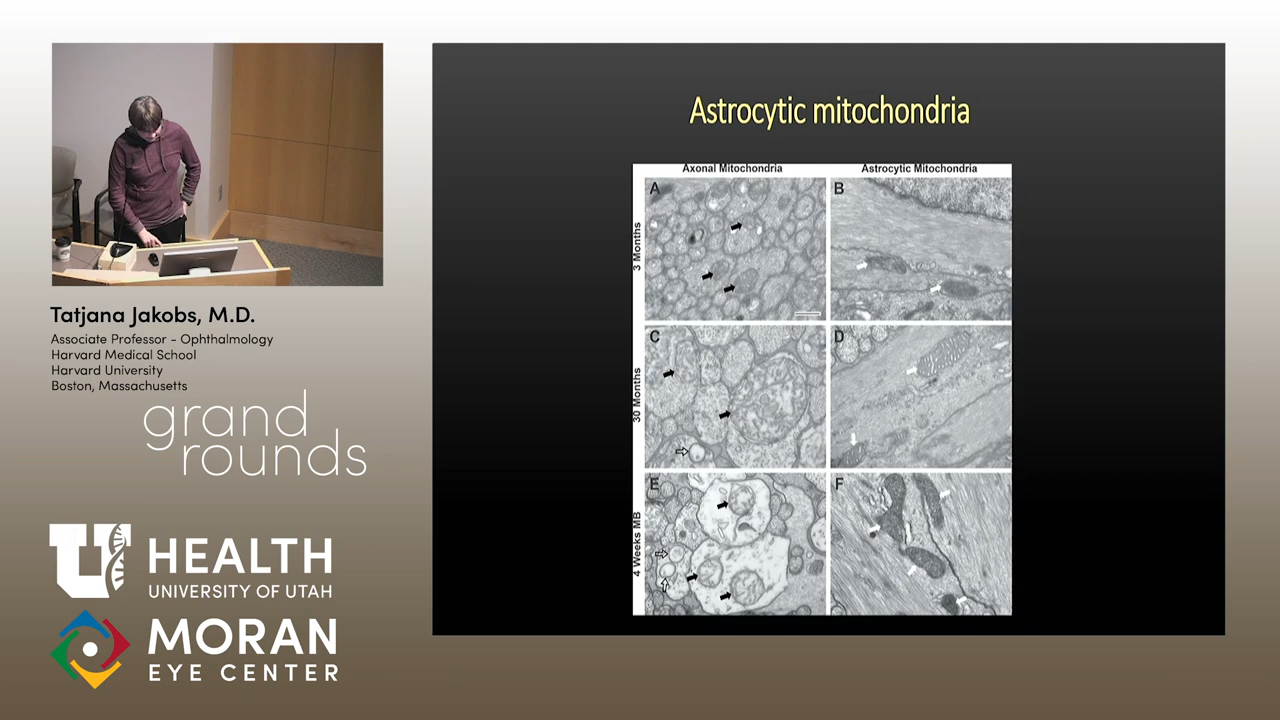 Astrocytic mitochondria
Axonal Mitochondria
Astrocytic Mitochondria
3 Months
A
B
30 Months
C
D
4 Weeks MB
E
F
Tatjana Jakobs, M.D.
Associate Professor - Ophthalmology
Harvard Medical School
Harvard University
Boston, Massachusetts
grand
rounds
U HEALTH
UNIVERSITY OF UTAH
MORAN
EYE CENTER